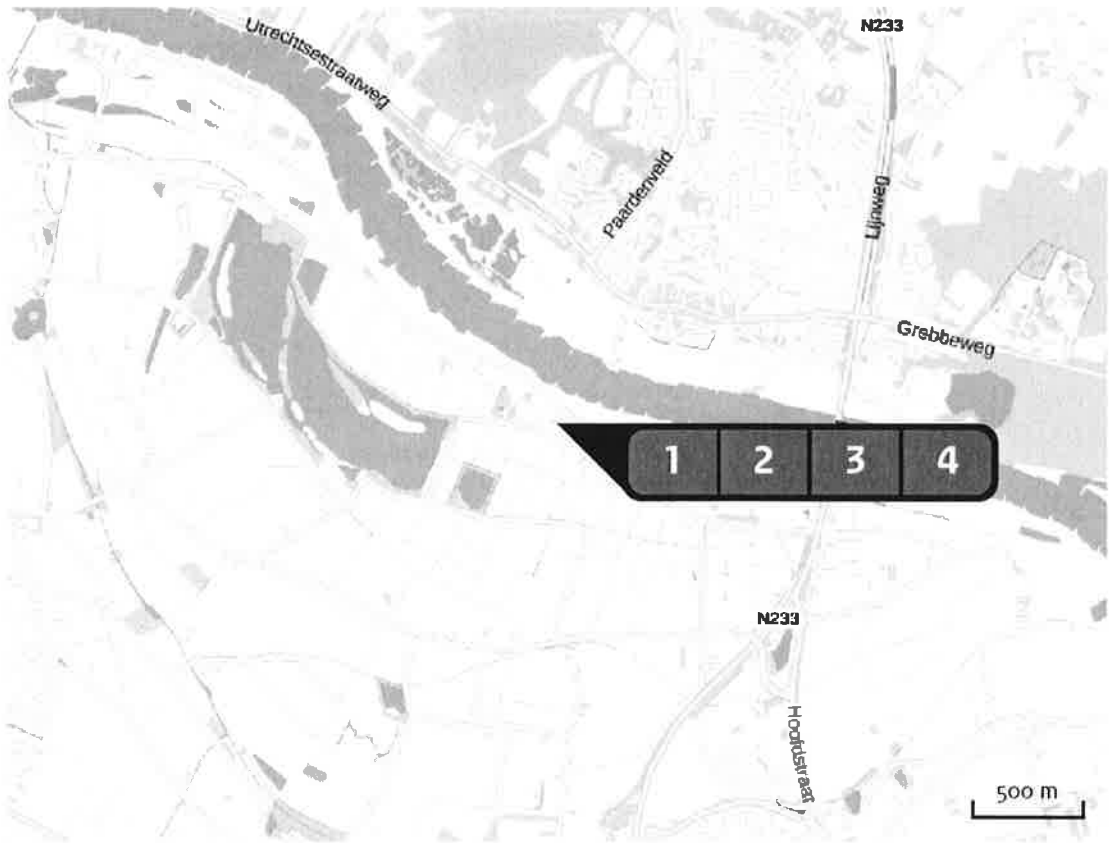 N233
Utrechtsestraatweg
Paardenveld
Lijnweg
Grebbeweg
1 2 3 4
N233
Hoofdstraat
500 m